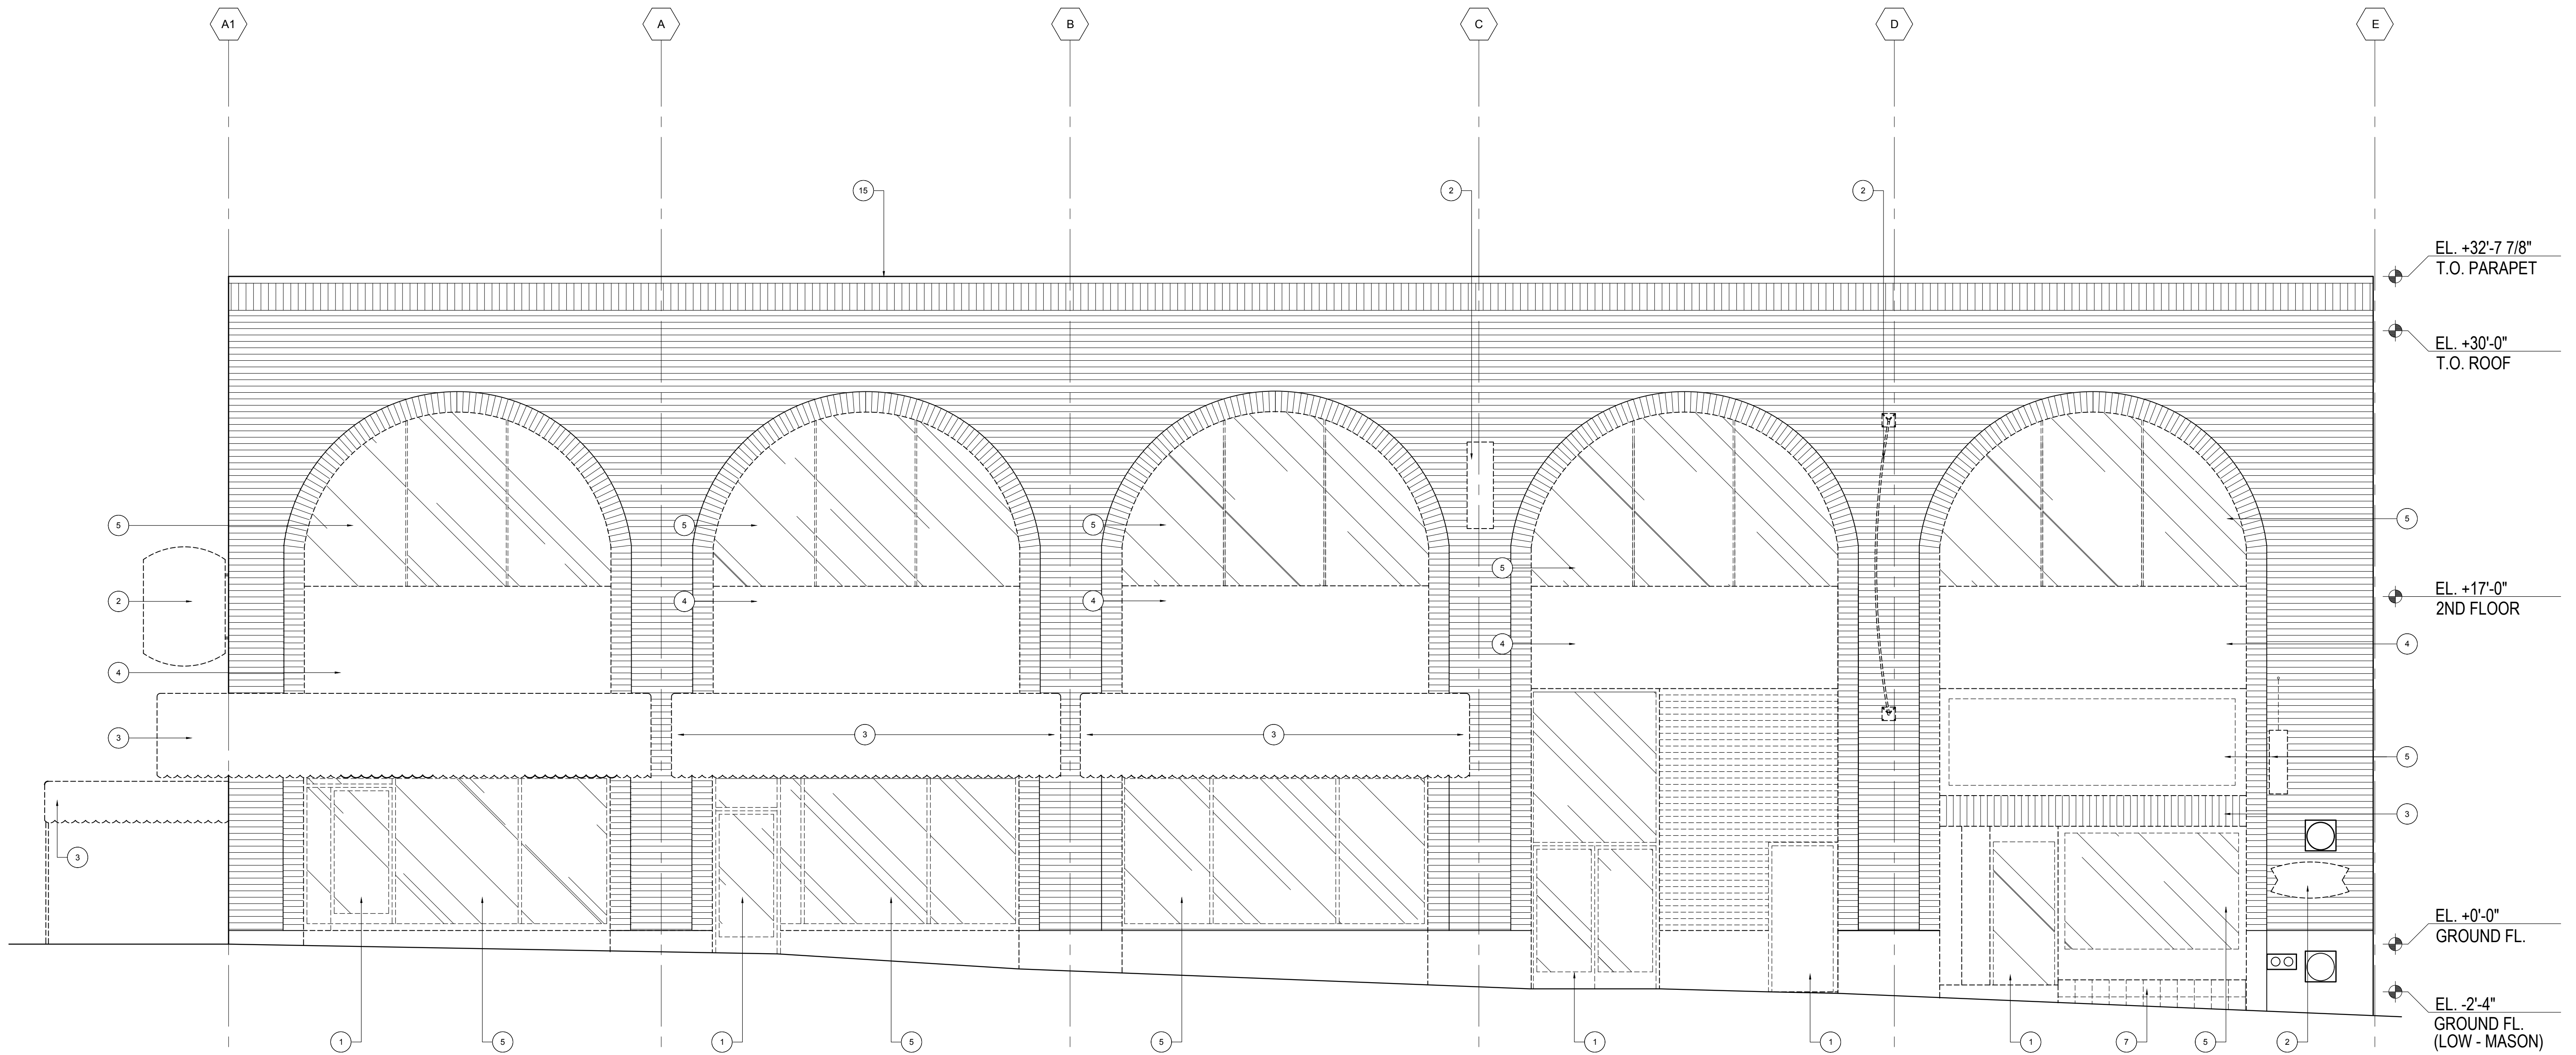 A1 A B C D E
15 2 2
EL. +32'-7 7/8"
T.O. PARAPET
EL. +30'-0"
T.O. ROOF
5 5 5 5
5
2 4 4
EL. +17'-0"
2ND FLOOR
4 4
4
3 3 3
5
3
3
EL. +0'-0"
GROUND FL.
EL. -2'-4"
GROUND FL.
(LOW - MASON)
1 5 1 5 5 1 1 1 7 5 2